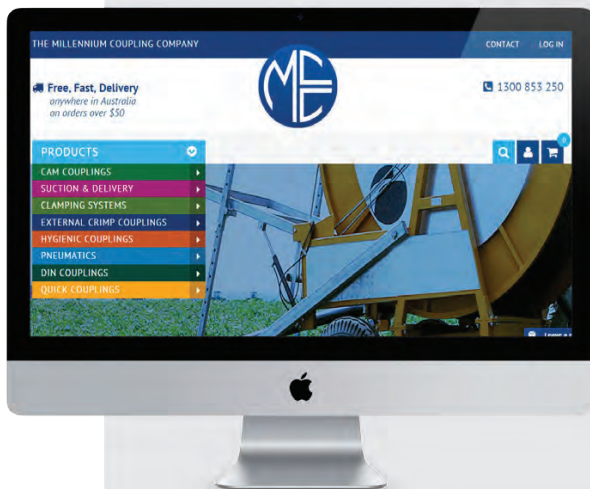 THE MILLENNIUM COUPLING COMPANY
CONTACT LOG IN
Free, Fast, Delivery
anywhere in Australia
on orders over $50
MCC
1300 853 250
PRODUCTS
0
CAM COUPLINGS
SUCTION & DELIVERY
CLAMPING SYSTEMS
EXTERNAL CRIMP COUPLINGS
HYGIENIC COUPLINGS
PNEUMATICS
DIN COUPLINGS
QUICK COUPLINGS